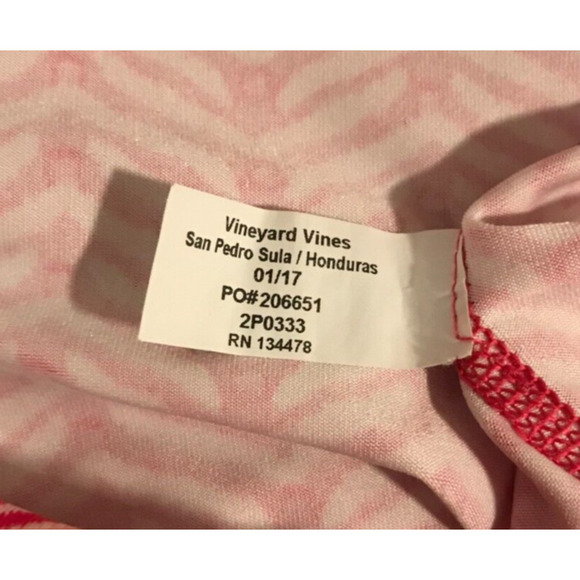 Vineyard Vines
San Pedro Sula / Honduras
01/17
PO#206651
2P0333
RN 134478